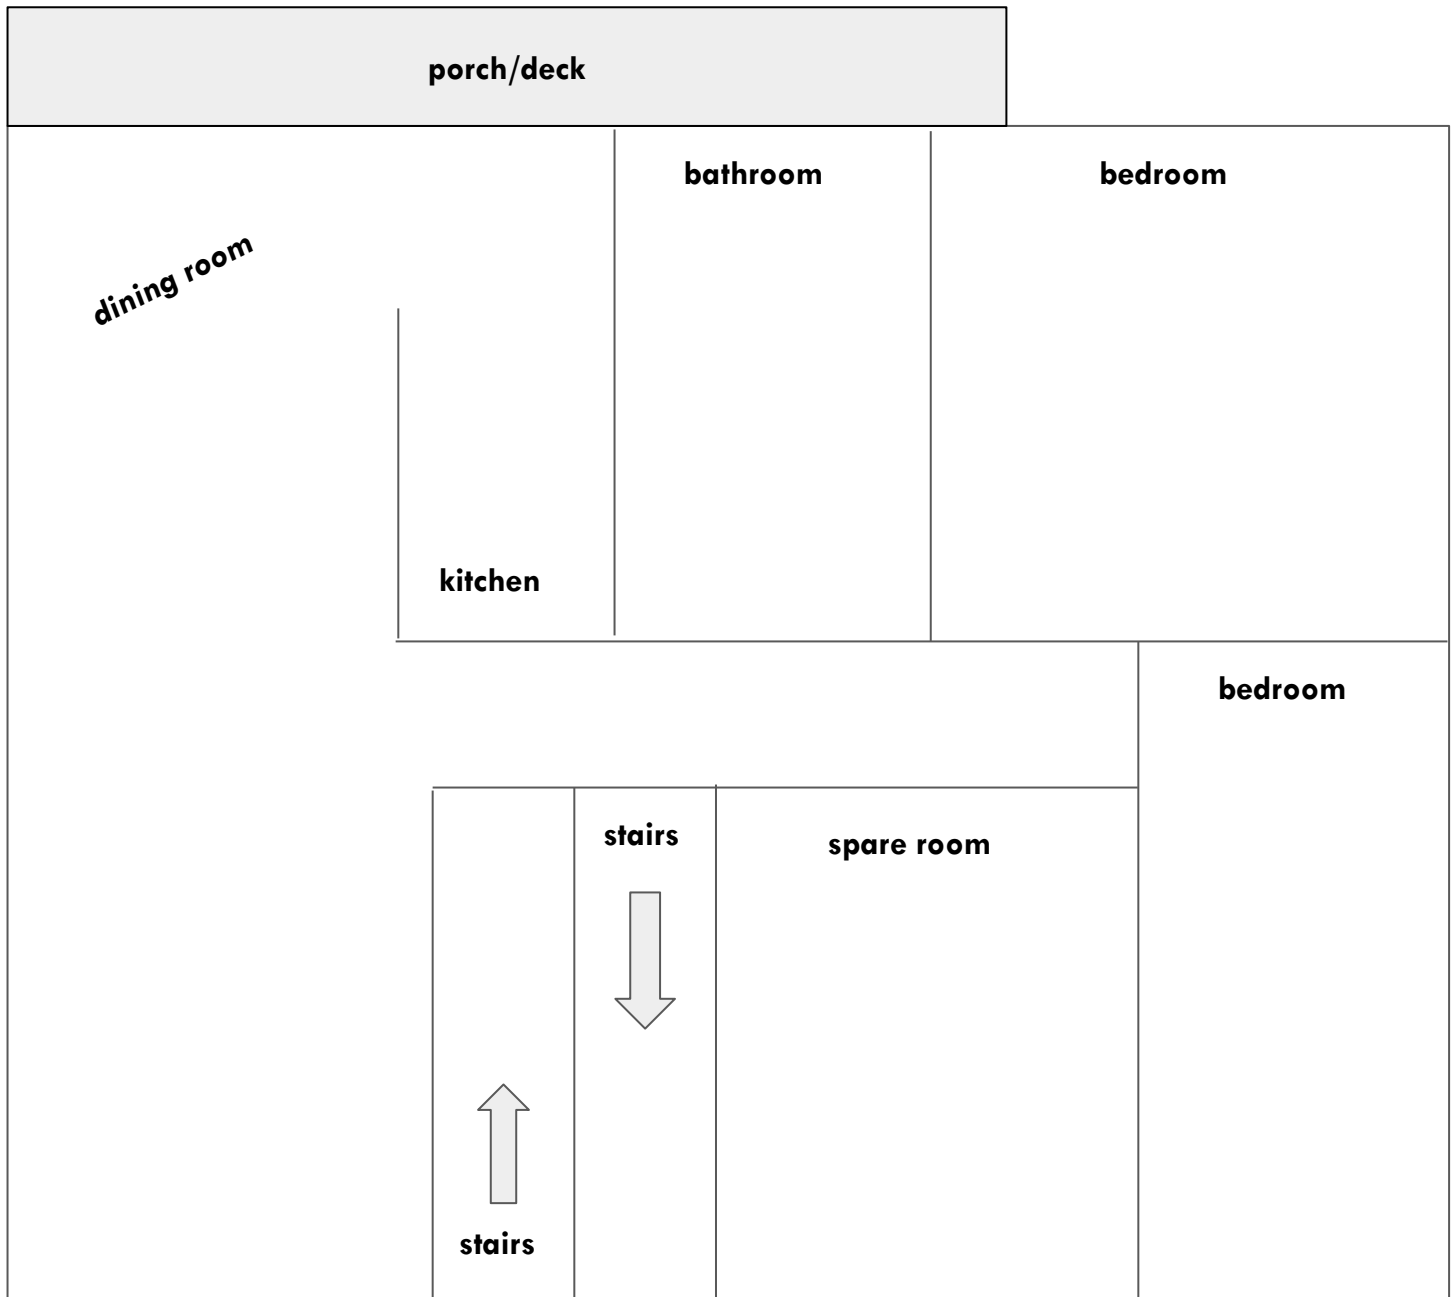 porch/deck
bathroom
bedroom
dining room
kitchen
bedroom
stairs
spare room
stairs